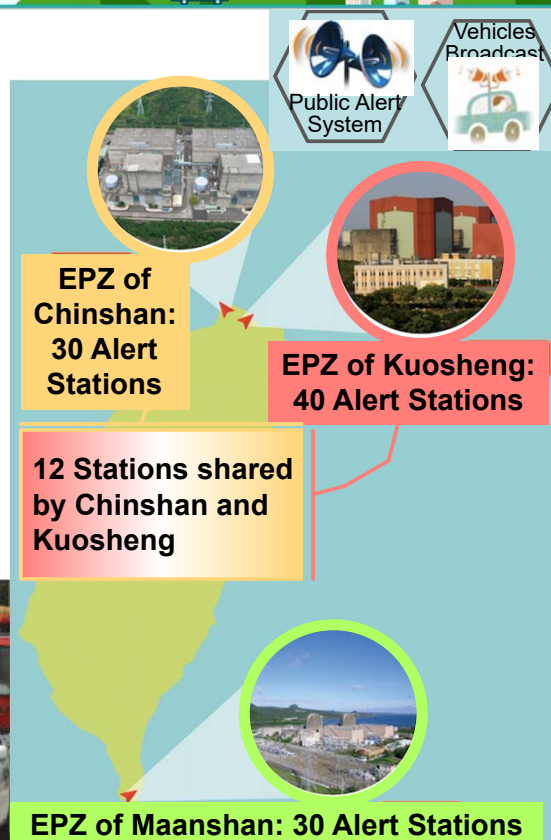 Public Alert
System
Vehicles
Broadcast
EPZ of
Chinshan:
30 Alert
Stations
EPZ of Kuosheng:
40 Alert Stations
12 Stations shared
by Chinshan and
Kuosheng
EPZ of Maanshan: 30 Alert Stations